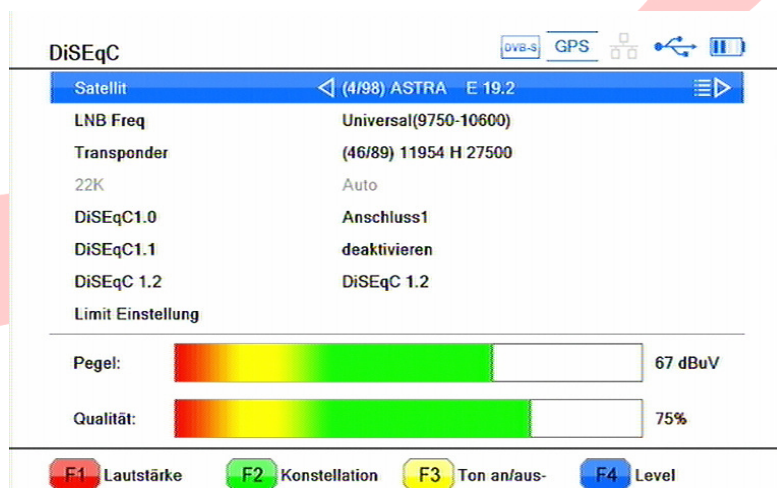 DiSEqC DVB-S GPS
Satellit (4/98) ASTRA E 19.2
LNB Freq Universal(9750-10600)
Transponder (46/89) 11954 H 27500
22K Auto
DiSEqC1.0 Anschluss1
DiSEqC1.1 deaktivieren
DiSEqC 1.2 DiSEqC 1.2
Limit Einstellung
Pegel: 67 dBuV
Qualität: 75%
F1 Lautstärke F2 Konstellation F3 Ton an/aus- F4 Level